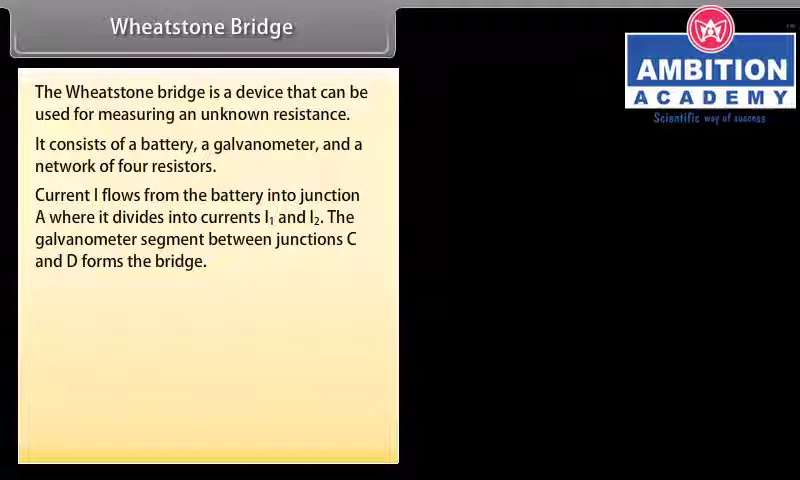 Wheatstone Bridge
AMBITION
ACADEMY
Scientific way of success
The Wheatstone bridge is a device that can be
used for measuring an unknown resistance.
It consists of a battery, a galvanometer, and a
network of four resistors.
Current I flows from the battery into junction
A where it divides into currents I₁ and I₂. The
galvanometer segment between junctions C
and D forms the bridge.